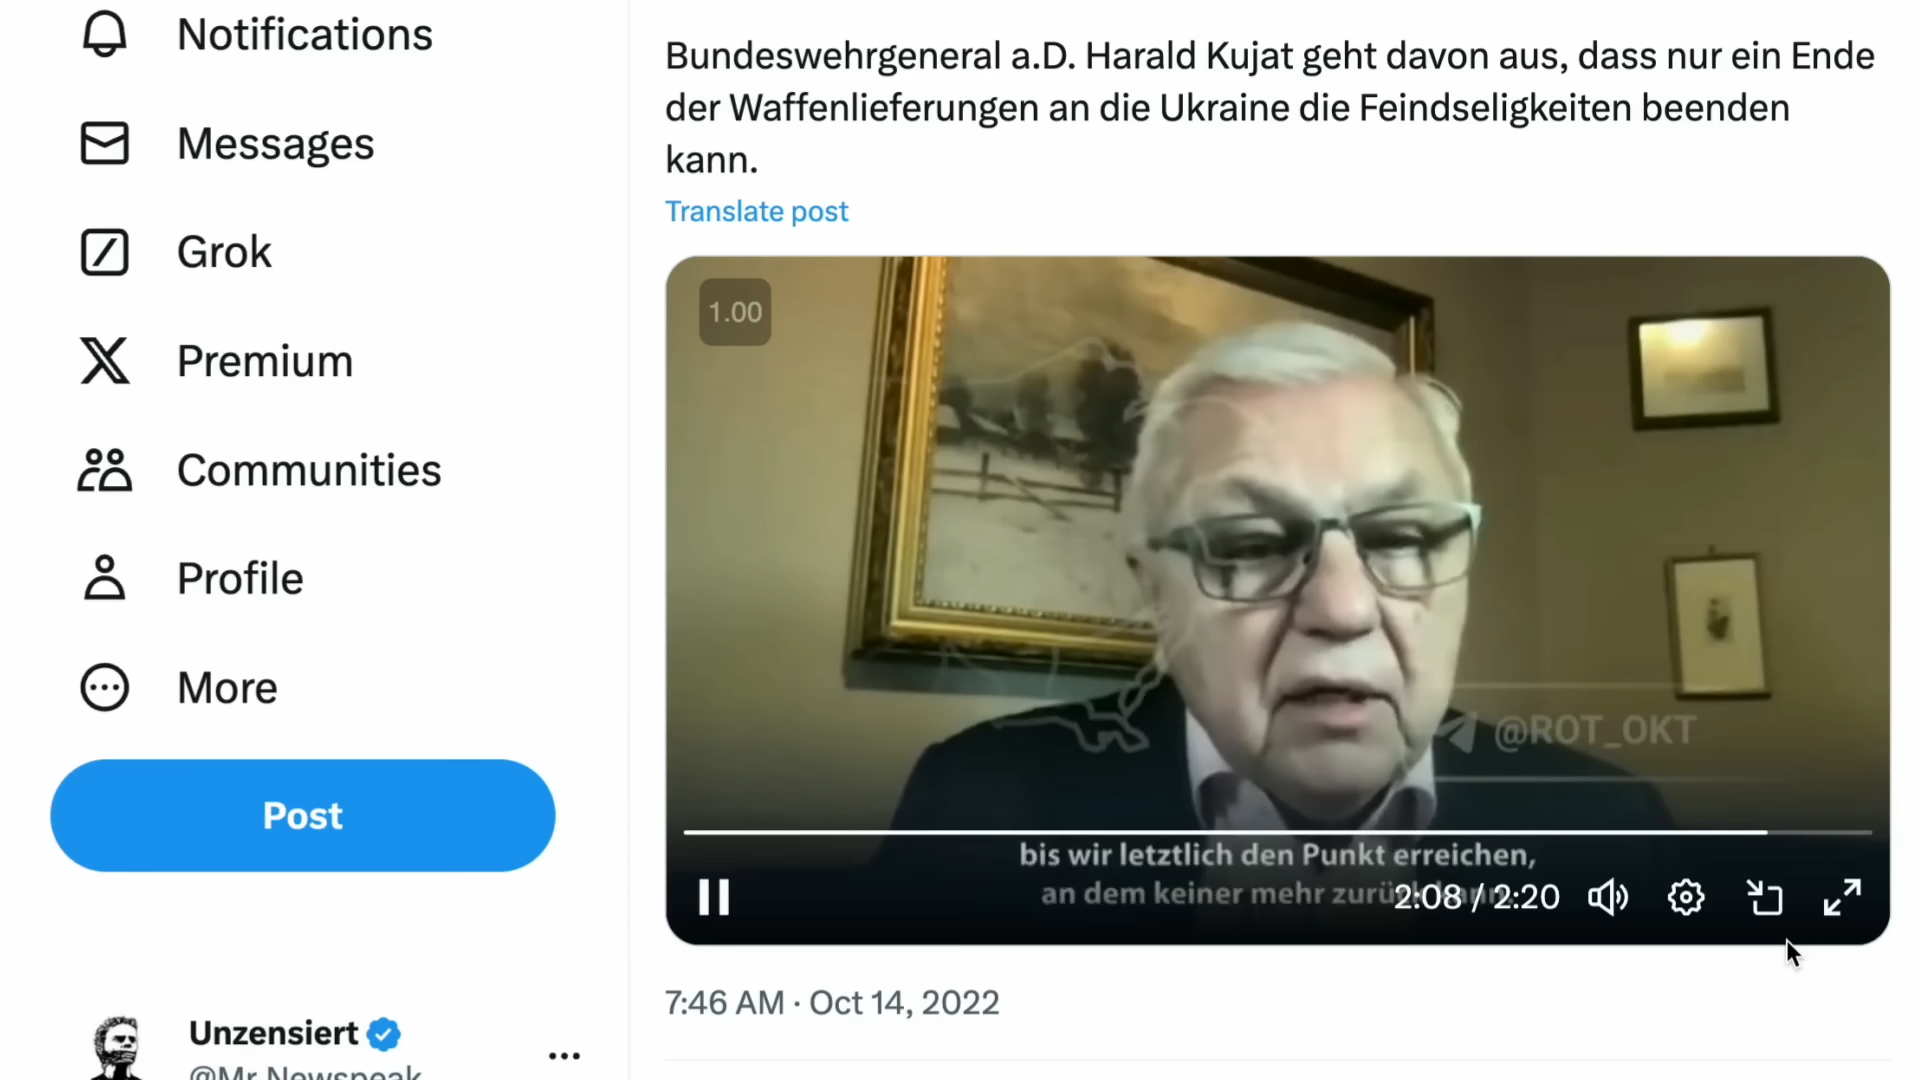 Notifications
Messages
Grok
Premium
Communities
Profile
More
Post
Unzensiert
@Mr Newspeak
Bundeswehrgeneral a.D. Harald Kujat geht davon aus, dass nur ein Ende
der Waffenlieferungen an die Ukraine die Feindseligkeiten beenden
kann.
Translate post
1.00
@ROT_OKT
bis wir letztlich den Punkt erreichen,
an dem keiner mehr
2:08 / 2:20
7:46 AM · Oct 14, 2022